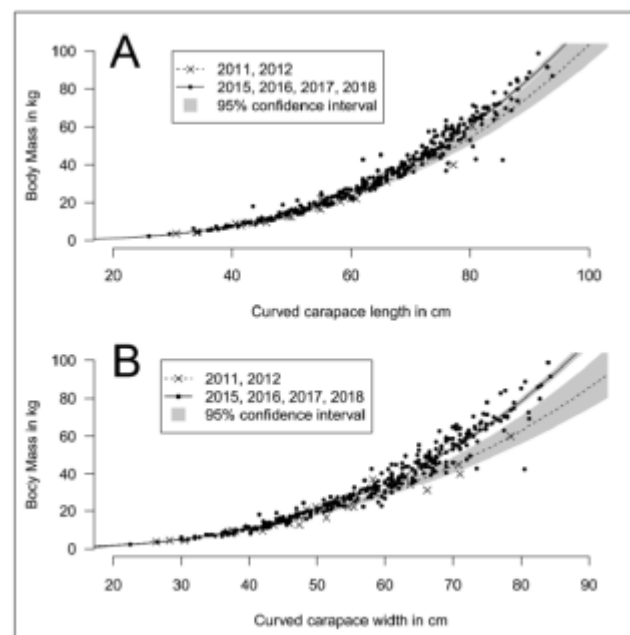 A
2011, 2012
2015, 2016, 2017, 2018
95% confidence interval
Body Mass in kg
100
80
60
40
20
0
20 40 60 80 100
Curved carapace length in cm
B
2011, 2012
2015, 2016, 2017, 2018
95% confidence interval
Body Mass in kg
100
80
60
40
20
0
20 30 40 50 60 70 80 90
Curved carapace width in cm